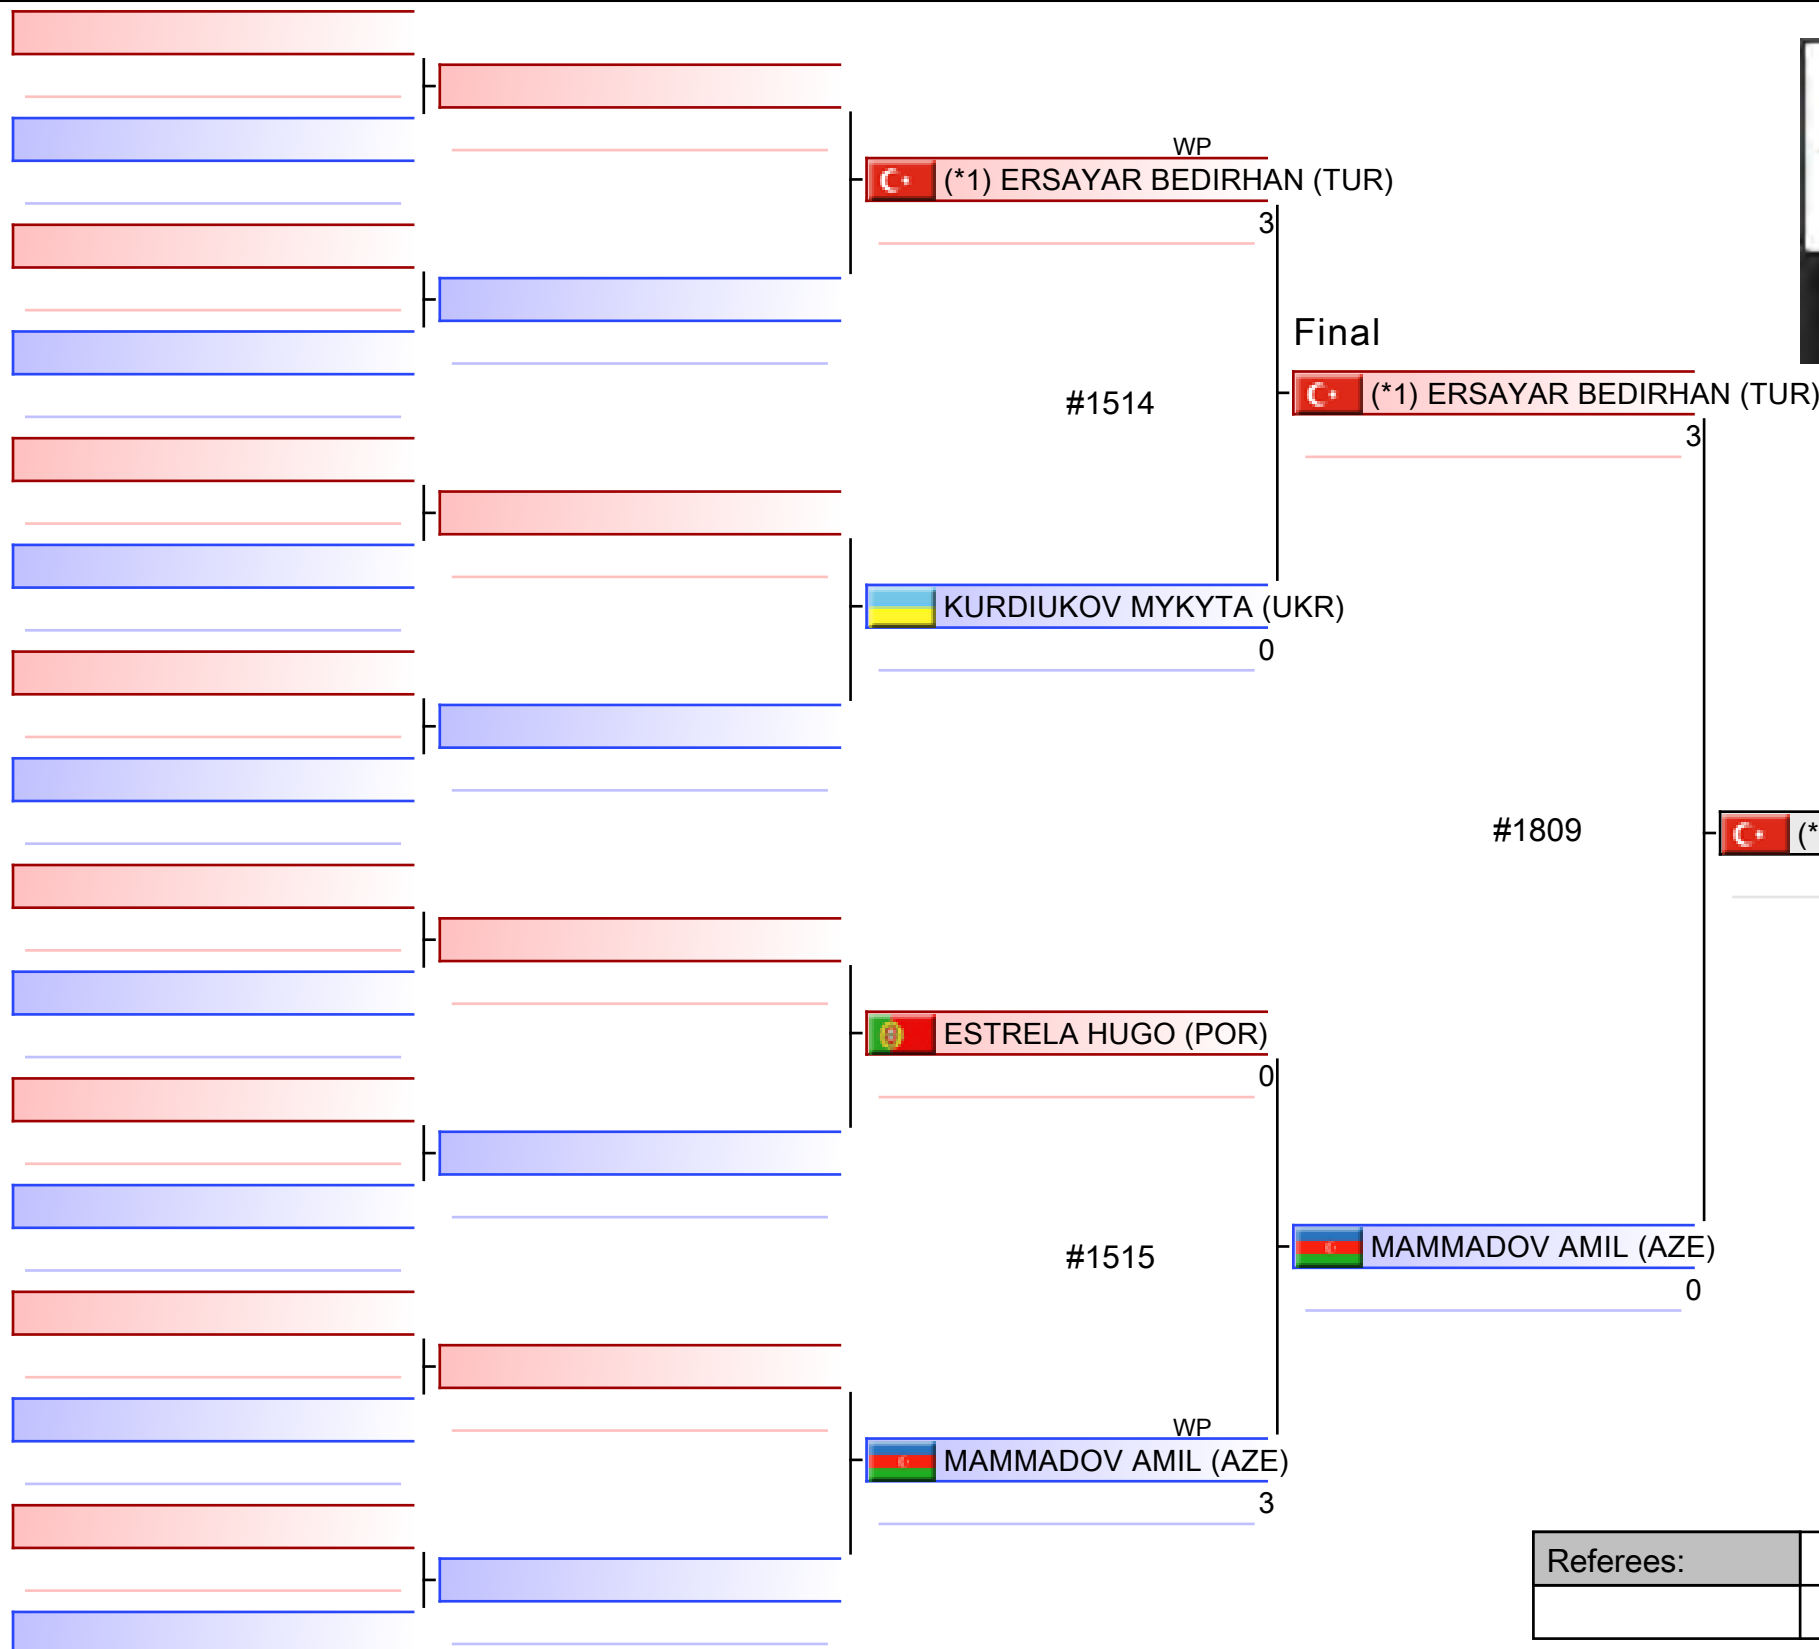 WP
(*1) ERSAYAR BEDIRHAN (TUR)
3
Final
#1514
(*1) ERSAYAR BEDIRHAN (TUR)
3
KURDIUKOV MYKYTA (UKR)
0
#1809
(*
ESTRELA HUGO (POR)
0
#1515
MAMMADOV AMIL (AZE)
0
WP
MAMMADOV AMIL (AZE)
3
Referees: